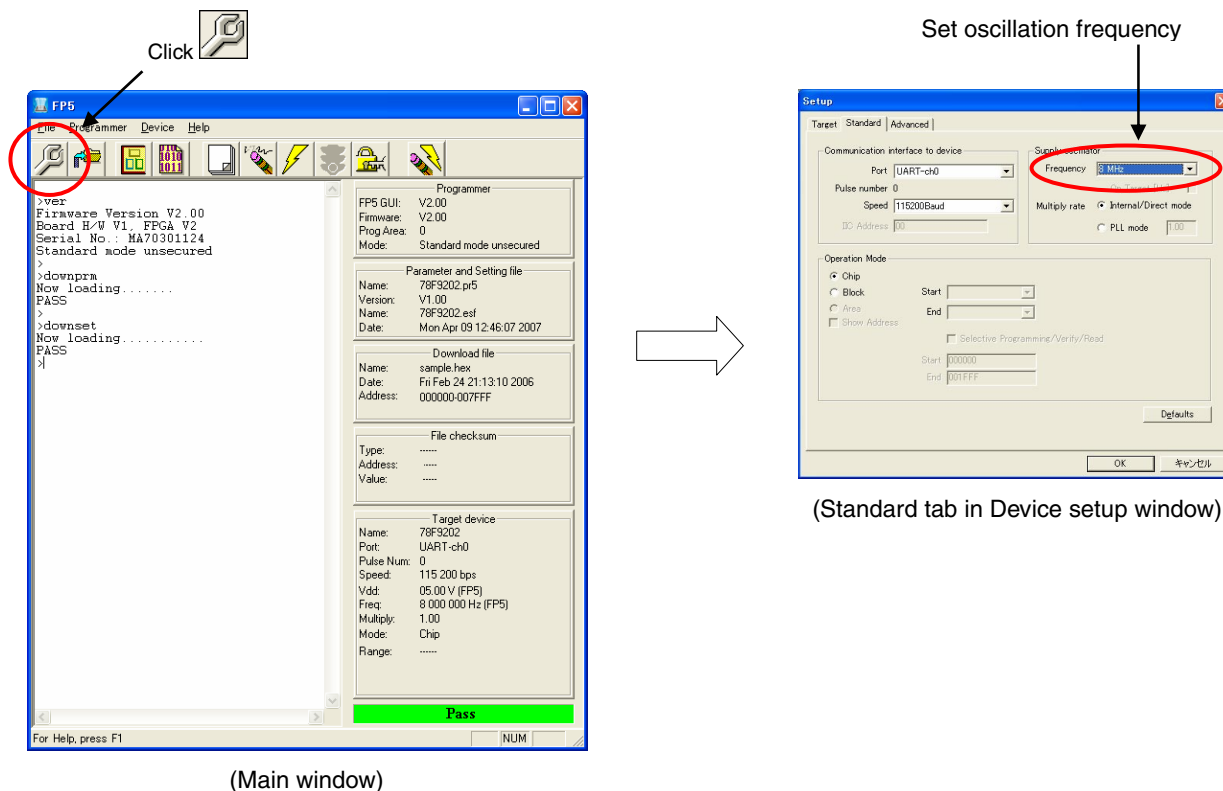 Click
Set oscillation frequency
FP5
File Programmer Device Help
>ver
Firmware Version V2.00
Board H/W V1, FPGA V2
Serial No.: MA70301124
Standard mode unsecured
>
>downprm
Now loading.......
PASS
>
>downset
Now loading...........
PASS
>
Programmer
FP5 GUI: V2.00
Firmware: V2.00
Prog Area: 0
Mode: Standard mode unsecured
Parameter and Setting file
Name: 78F9202.pr5
Version: V1.00
Name: 78F9202.esf
Date: Mon Apr 09 12:46:07 2007
Download file
Name: sample.hex
Date: Fri Feb 24 21:13:10 2006
Address: 000000-007FFF
File checksum
Type: ------
Address: -----
Value: -----
Target device
Name: 78F9202
Port: UART-ch0
Pulse Num: 0
Speed: 115 200 bps
Vdd: 05.00 V (FP5)
Freq: 8 000 000 Hz (FP5)
Multiply: 1.00
Mode: Chip
Range: ------
Pass
For Help, press F1
NUM
(Main window)
Setup
Target Standard Advanced
Communication interface to device
Port UART-ch0
Pulse number 0
Speed 115200Baud
IIC Address 00
Supply oscillator
Frequency 8 MHz
On Target
Multiply rate Internal/Direct mode
PLL mode 1.00
Operation Mode
Chip
Block Start
Area End
Show Address
Selective Programming/Verify/Read
Start 000000
End 001FFF
Defaults
OK キャンセル
(Standard tab in Device setup window)